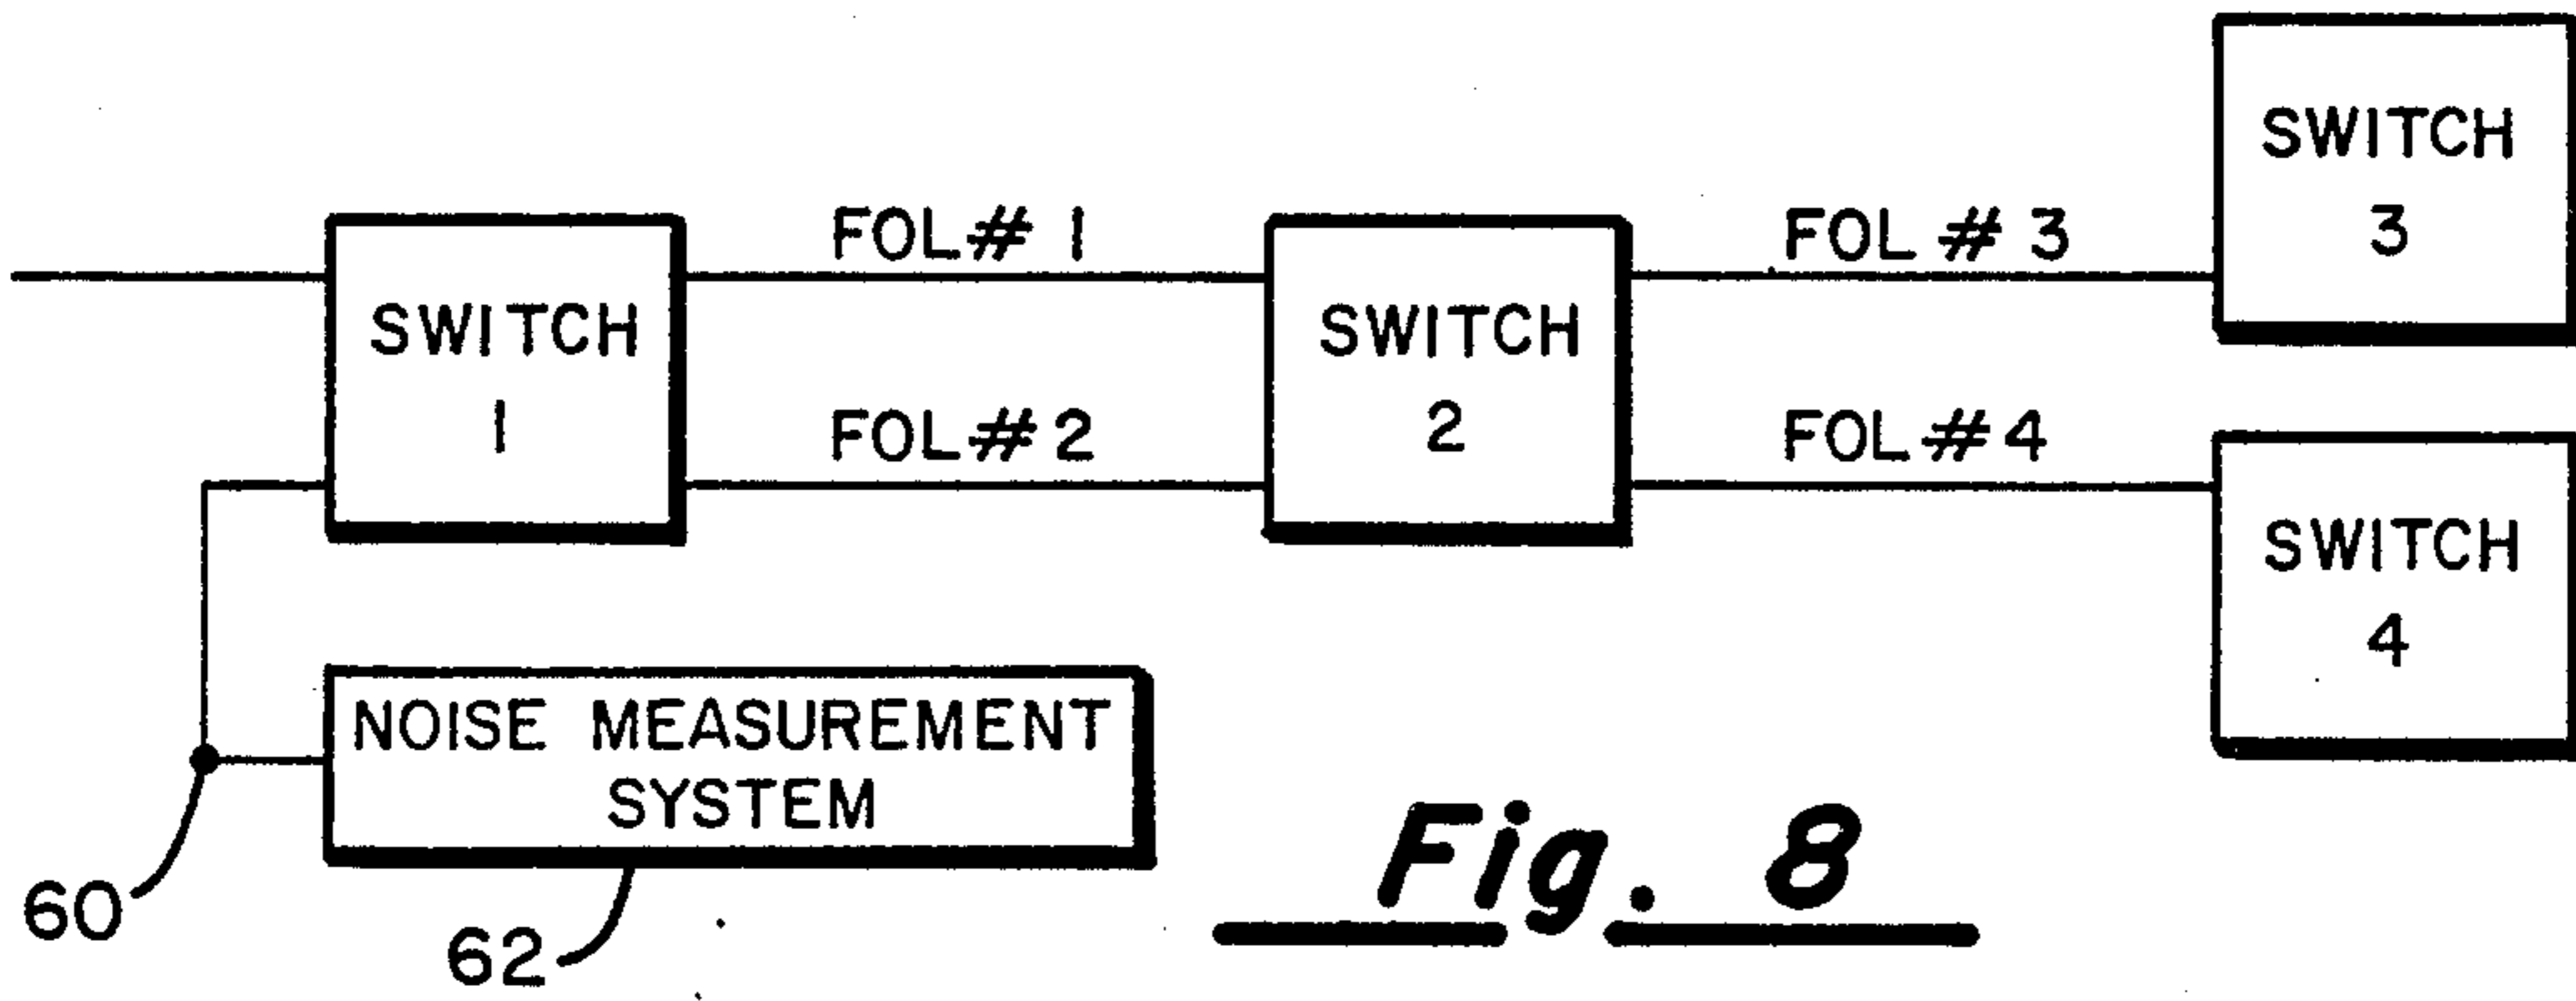 SWITCH
3
FOL# 1
FOL # 3
SWITCH
1
SWITCH
2
FOL#2
FOL#4
SWITCH
4
NOISE MEASUREMENT
SYSTEM
60
62
Fig. 8